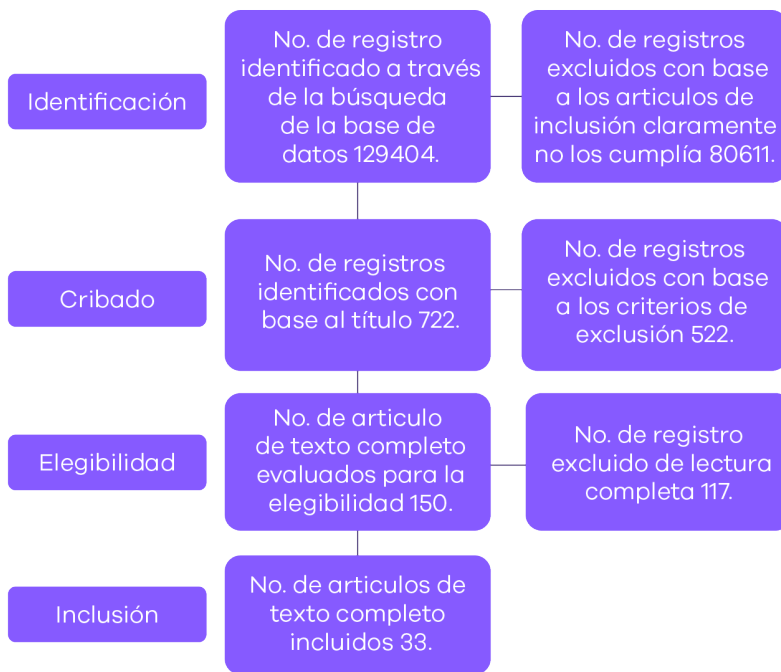 Identificación
No. de registro
identificado a través
de la búsqueda
de la base de
datos 129404.
No. de registros
excluidos con base
a los articulos de
inclusión claramente
no los cumplía 80611.
Cribado
No. de registros
identificados con
base al título 722.
No. de registros
excluidos con base
a los criterios de
exclusión 522.
Elegibilidad
No. de articulo
de texto completo
evaluados para la
elegibilidad 150.
No. de registro
excluido de lectura
completa 117.
Inclusión
No. de articulos de
texto completo
incluidos 33.